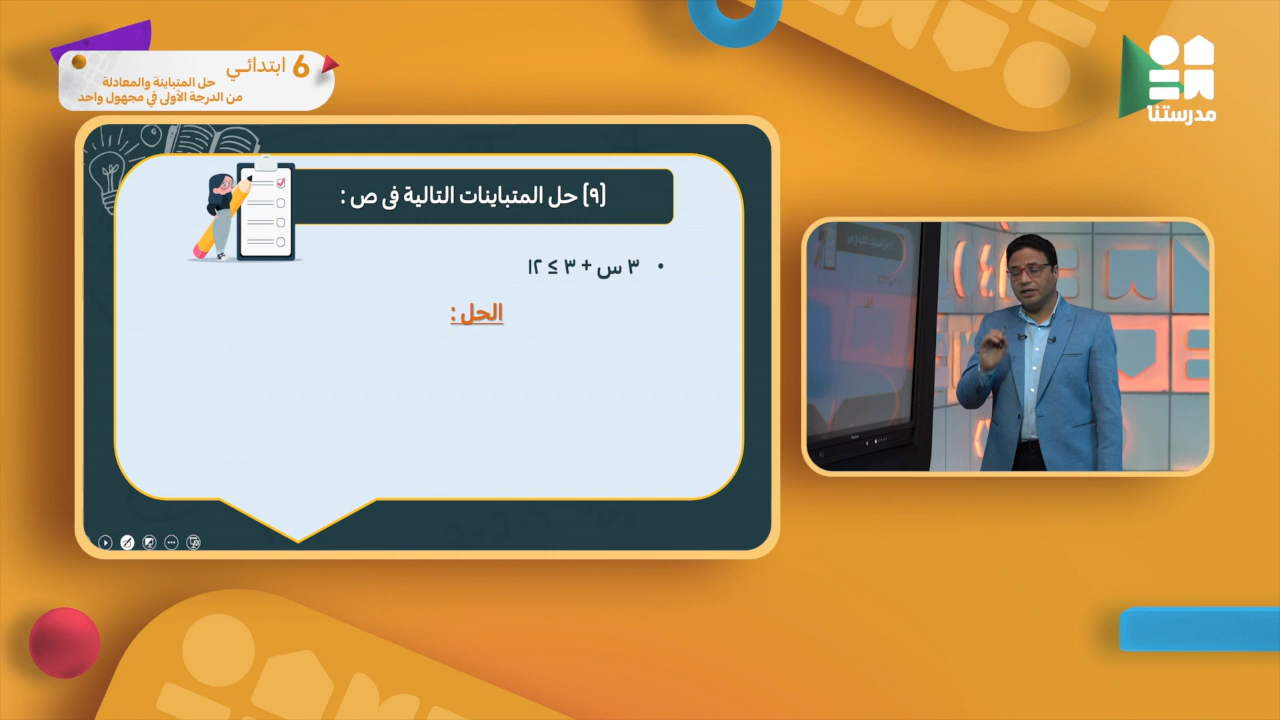 6 ابتدائي
حل المتباينة والمعادلة
من الدرجة الأولى في مجهول واحد
مدرستنا
(٩) حل المتباينات التالية فى ص :
• ٣ س + ٣ ≥ ١٢
الحل :